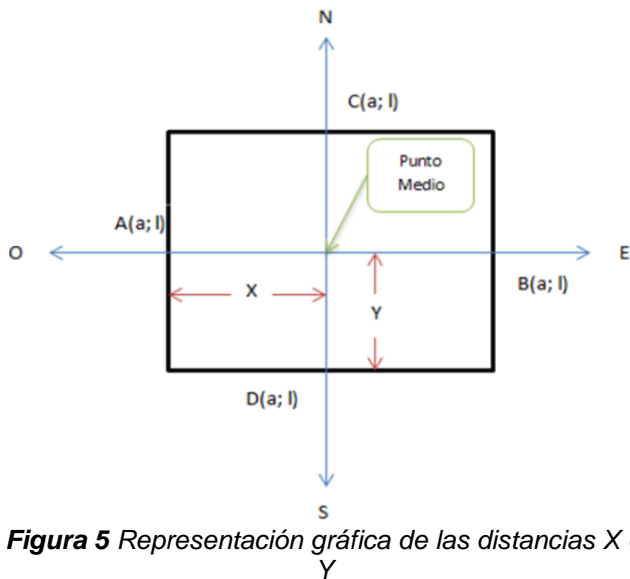 N
C(a; l)
Punto
Medio
A(a; l)
O
E
B(a; l)
X
Y
D(a; l)
S
Figura 5 Representación gráfica de las distancias X
Y